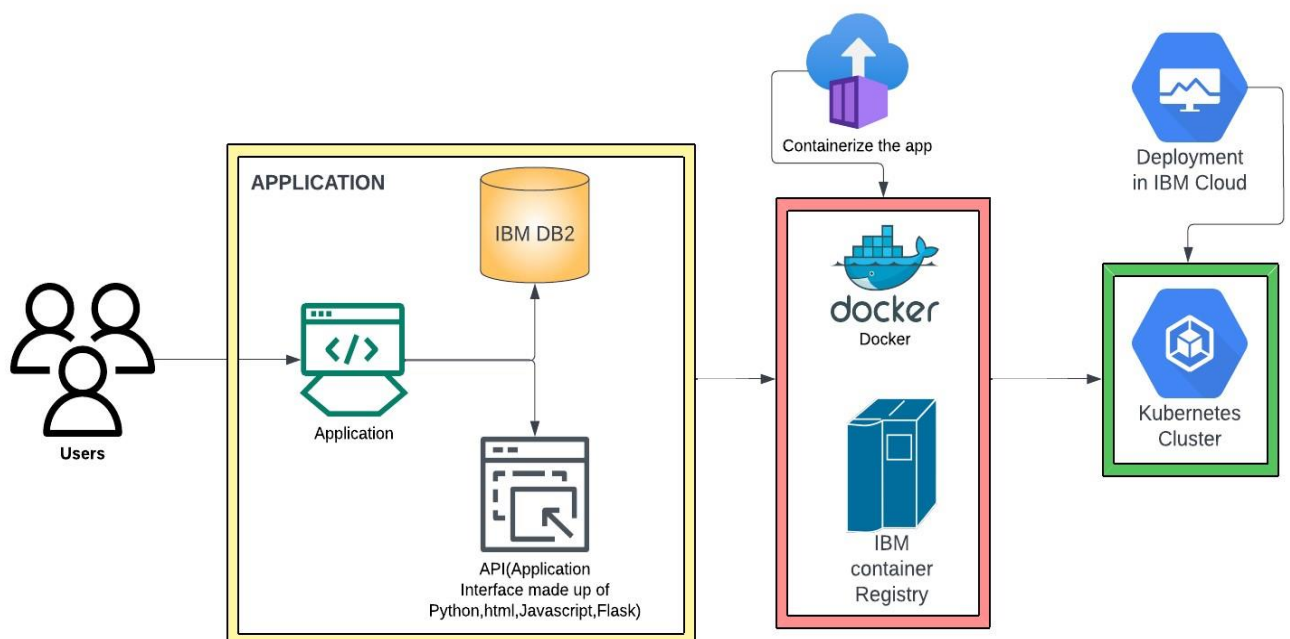 Users
APPLICATION
IBM DB2
</>
Application
API(Application
Interface made up of
Python,html,Javascript,Flask)
Containerize the app
docker
Docker
IBM
container
Registry
Deployment
in IBM Cloud
Kubernetes
Cluster